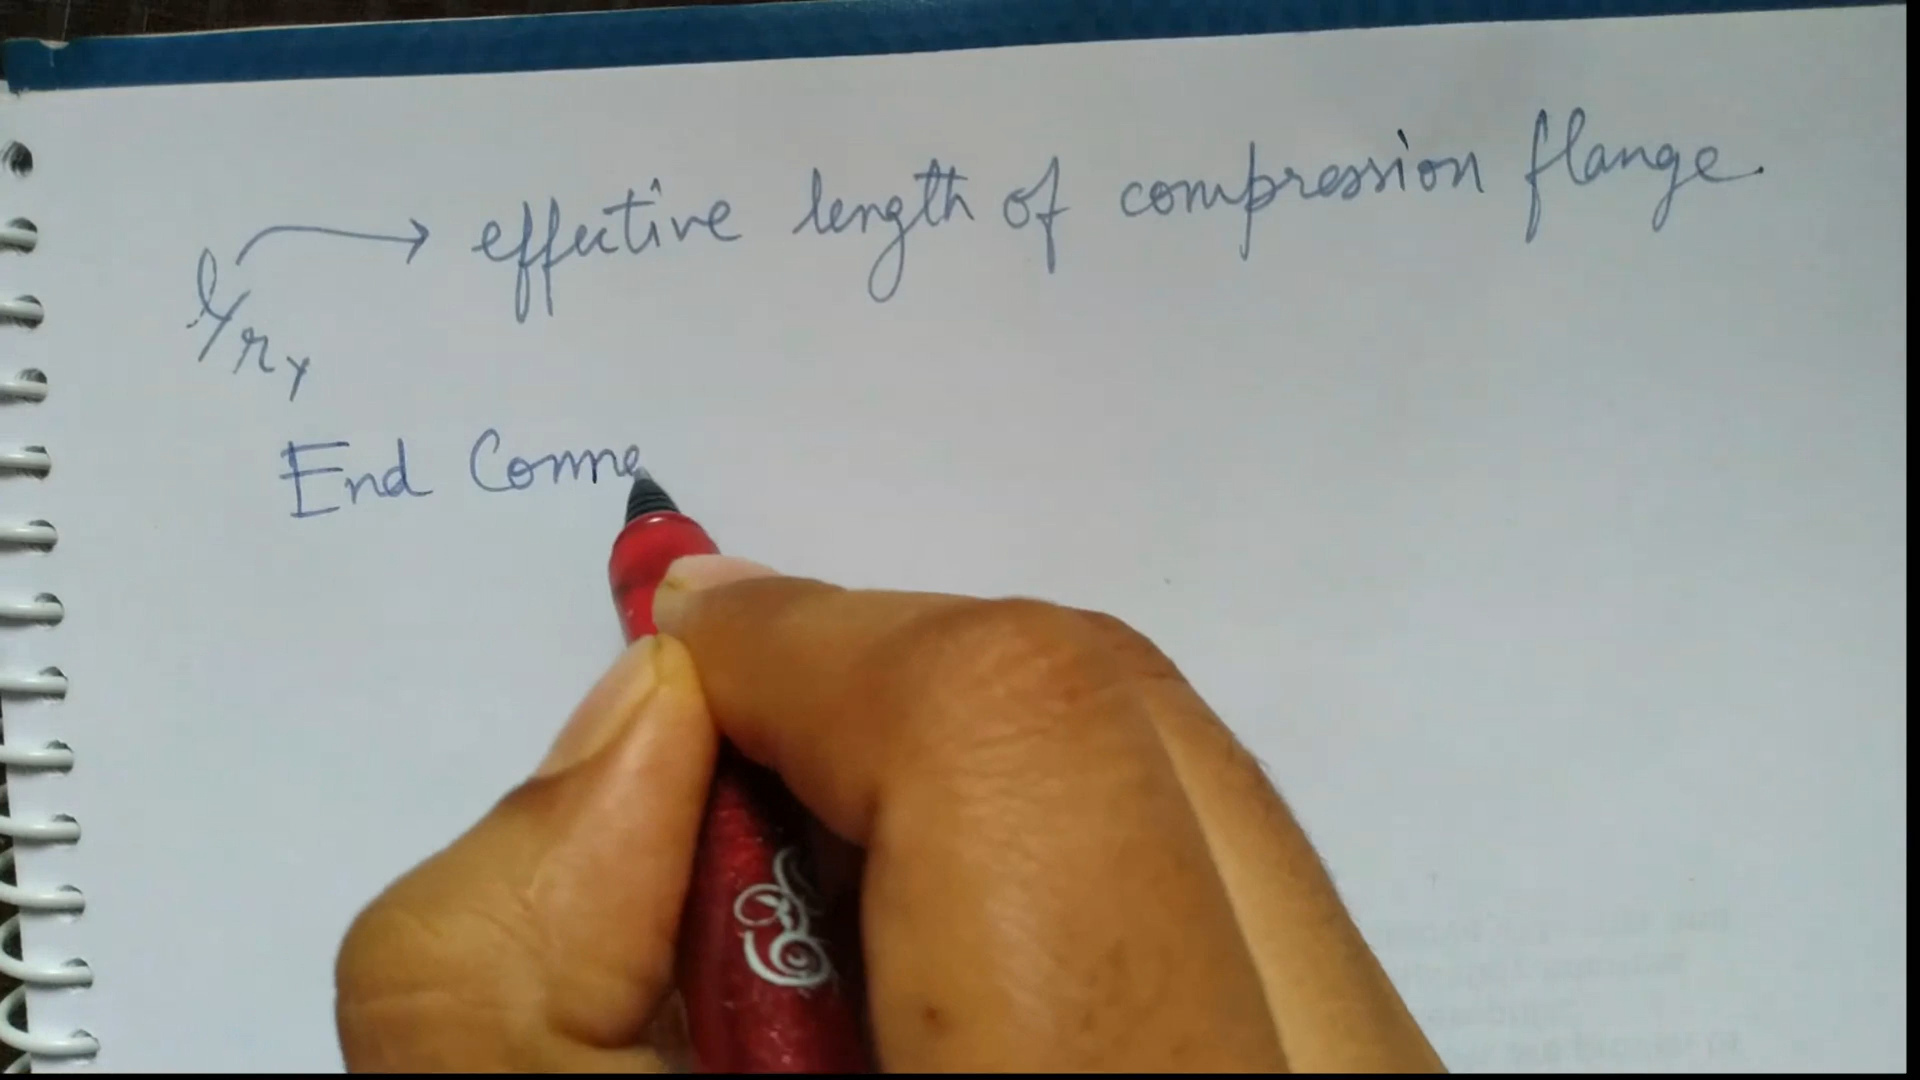 l/ry → effective length of compression flange.
End Conne